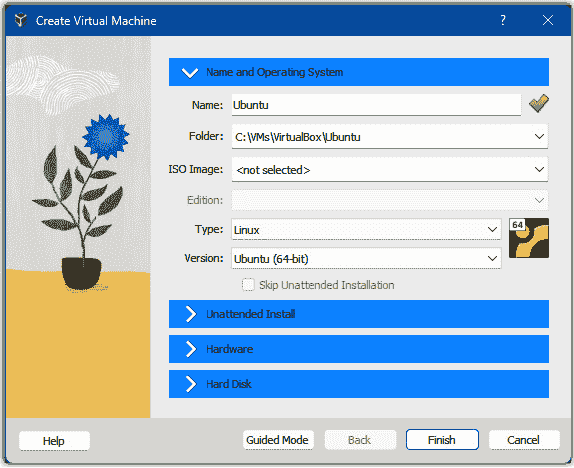 Create Virtual Machine ?
Name and Operating System
Name: Ubuntu
Folder: C:\VMs\VirtualBox\Ubuntu
ISO Image: <not selected>
Edition:
Type: Linux
64
Version: Ubuntu (64-bit)
Skip Unattended Installation
Unattended Install
Hardware
Hard Disk
Help Guided Mode Back Finish Cancel